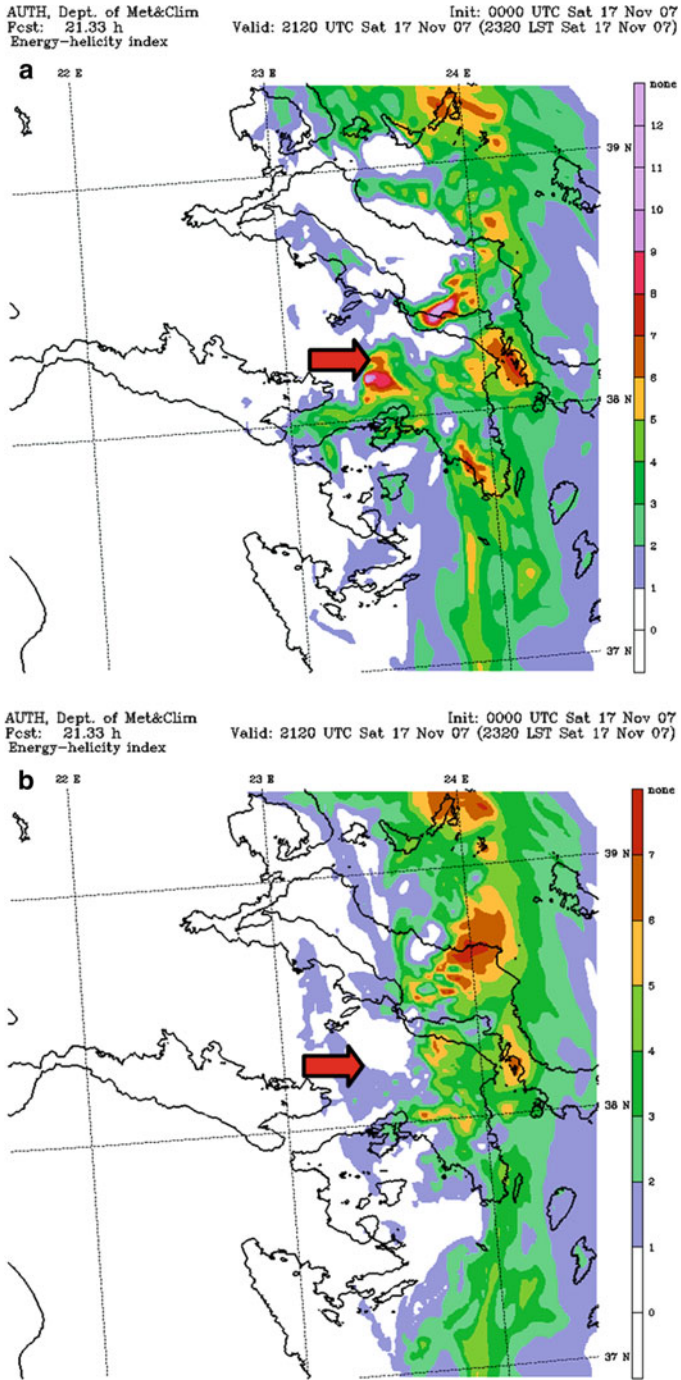 AUTH, Dept. of Met&Clim Init: 0000 UTC Sat 17 Nov 07
Fcst: 21.33 h Valid: 2120 UTC Sat 17 Nov 07 (2320 LST Sat 17 Nov 07)
Energy-helicity index
a
22 E 23 E 24 E
none
12
11
10
9
8
7
6
5
4
3
2
1
0
39 N
38 N
37 N
AUTH, Dept. of Met&Clim Init: 0000 UTC Sat 17 Nov 07
Fcst: 21.33 h Valid: 2120 UTC Sat 17 Nov 07 (2320 LST Sat 17 Nov 07)
Energy-helicity index
b
22 E 23 E 24 E
none
7
6
5
4
3
2
1
0
39 N
38 N
37 N